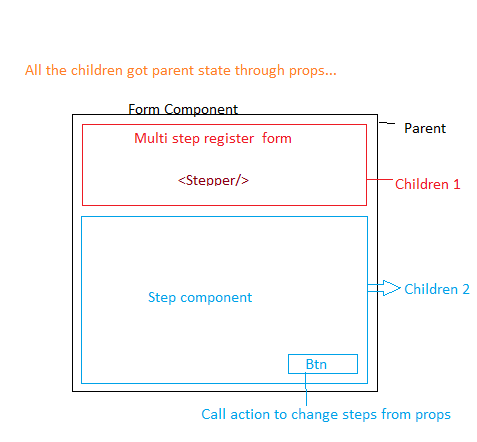 All the children got parent state through props...
Form Component
Parent
Multi step register form
<Stepper/>
Children 1
Step component
Children 2
Btn
Call action to change steps from props